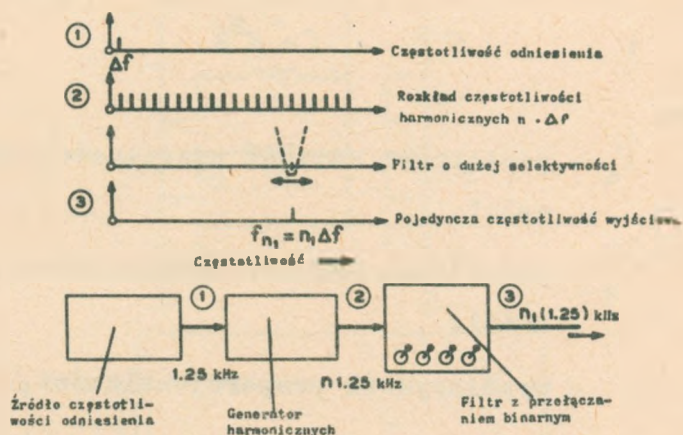 ① Częstotliwość odniesienia
Δf
② Rozkład częstotliwości
harmonicznych n · Δf
Filtr o dużej selektywności
③ Pojedyncza częstotliwość
fn₁ = n₁Δf
Częstotliwość
① ② ③
n₁(1.25) kHz
1.25 kHz
n 1.25 kHz
Źródło częstotli-
wości odniesienia
Generator
harmonicznych
Filtr z przełącza-
niem binarnym